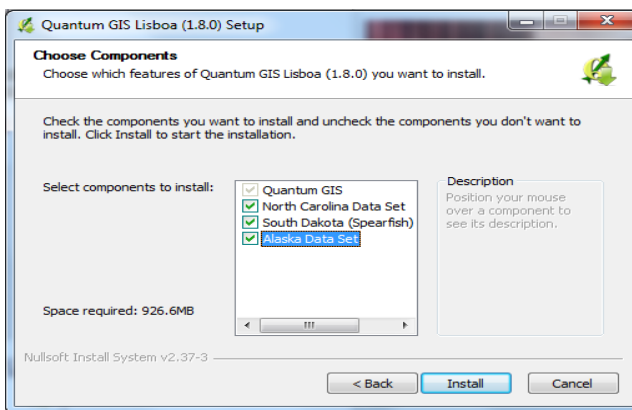 Quantum GIS Lisboa (1.8.0) Setup
Choose Components
Choose which features of Quantum GIS Lisboa (1.8.0) you want to install.
Check the components you want to install and uncheck the components you don't want to
install. Click Install to start the installation.
Select components to install:
Quantum GIS
North Carolina Data Set
South Dakota (Spearfish)
Alaska Data Set
Description
Position your mouse
over a component to
see its description.
Space required: 926.6MB
Nullsoft Install System v2.37-3
< Back
Install
Cancel